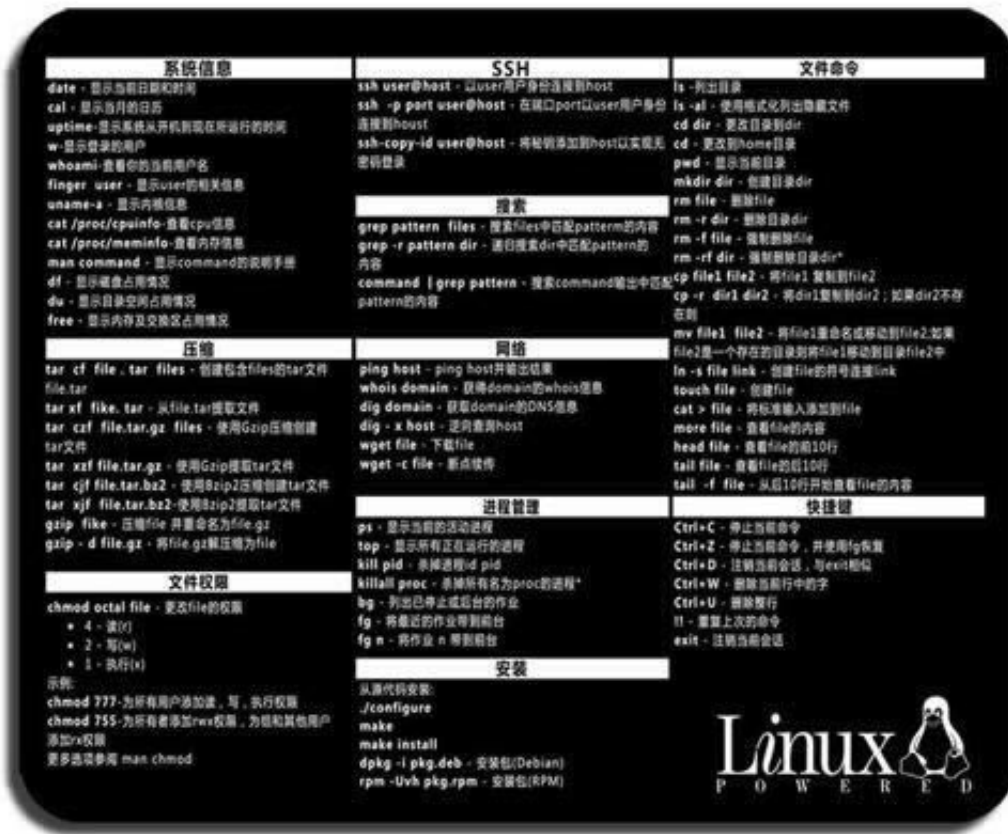 系统信息
date - 显示当前日期和时间
cal - 显示当月的日历
uptime-显示系统从开机到现在所运行的时间
w-显示登录的用户
whoami-查看你的当前用户名
finger user - 显示user的相关信息
uname-a - 显示内核信息
cat /proc/cpuinfo-查看cpu信息
cat /proc/meminfo-查看内存信息
man command - 显示command的说明手册
df - 显示磁盘占用情况
du - 显示目录空间占用情况
free - 显示内存及交换区占用情况
压缩
tar cf file . tar files - 创建包含files的tar文件
file.tar
tar xf fike. tar - 从file.tar提取文件
tar czf file.tar.gz files - 使用Gzip压缩创建
tar文件
tar xzf file.tar.gz - 使用Gzip提取tar文件
tar cjf file.tar.bz2 - 使用Bzip2压缩创建tar文件
tar xjf file.tar.bz2-使用Bzip2提取tar文件
gzip fike - 压缩file 并重命名为file.gz
gzip - d file.gz - 将file.gz解压缩为file
文件权限
chmod octal file - 更改file的权限
* 4 - 读(r)
* 2 - 写(w)
* 1 - 执行(x)
示例:
chmod 777-为所有用户添加读，写，执行权限
chmod 755-为所有者添加rwx权限，为组和其他用户
添加rx权限
更多选项参阅 man chmod
SSH
ssh user@host - 以user用户身份连接到host
ssh -p port user@host - 在端口port以user用户身份
连接到houst
ssh-copy-id user@host - 将秘钥添加到host以实现无
密码登录
搜索
grep pattern files - 搜索files中匹配patterm的内容
grep -r pattern dir - 递归搜索dir中匹配pattern的
内容
command | grep pattern - 搜索command输出中匹配
pattern的内容
网络
ping host - ping host并输出结果
whois domain - 获得domain的whois信息
dig domain - 获取domain的DNS信息
dig - x host - 逆向查询host
wget file - 下载file
wget -c file - 断点续传
进程管理
ps - 显示当前的活动进程
top - 显示所有正在运行的进程
kill pid - 杀掉进程id pid
killall proc - 杀掉所有名为proc的进程*
bg - 列出已停止或后台的作业
fg - 将最近的作业带到前台
fg n - 将作业 n 带到前台
安装
从源代码安装:
./configure
make
make install
dpkg -i pkg.deb - 安装包(Debian)
rpm -Uvh pkg.rpm - 安装包(RPM)
文件命令
ls -列出目录
ls -al - 使用格式化列出隐藏文件
cd dir - 更改目录到dir
cd - 更改到home目录
pwd - 显示当前目录
mkdir dir - 创建目录dir
rm file - 删除file
rm -r dir - 删除目录dir
rm -f file - 强制删除file
rm -rf dir - 强制删除目录dir*
cp file1 file2 - 将file1 复制到file2
cp -r dir1 dir2 - 将dir1复制到dir2；如果dir2不存
在则
mv file1 file2 - 将file1重命名或移动到file2;如果
file2是一个存在的目录则将file1移动到目录file2中
ln -s file link - 创建file的符号连接link
touch file - 创建file
cat > file - 将标准输入添加到file
more file - 查看file的内容
head file - 查看file的前10行
tail file - 查看file的后10行
tail -f file - 从后10行开始查看file的内容
快捷键
Ctrl+C - 停止当前命令
Ctrl+Z - 停止当前命令，并使用fg恢复
Ctrl+D - 注销当前会话，与exit相似
Ctrl+W - 删除当前行中的字
Ctrl+U - 删除整行
!! - 重复上次的命令
exit - 注销当前会话
Linux
POWERED